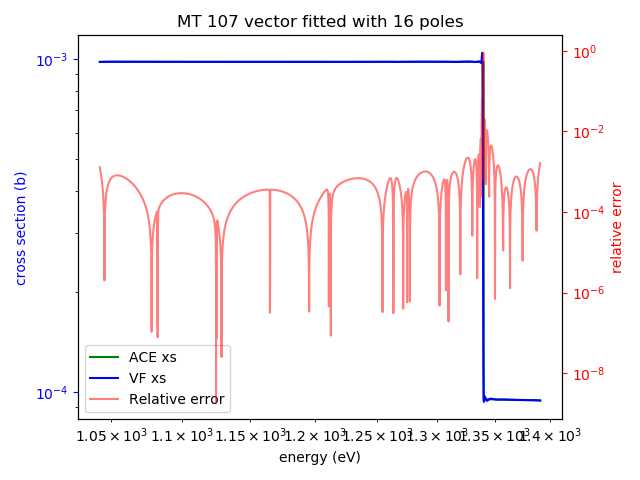 MT 107 vector fitted with 16 poles
10⁻³
10⁻⁴
cross section (b)
10⁰
10⁻²
10⁻⁴
10⁻⁶
10⁻⁸
relative error
ACE xs
VF xs
Relative error
1.05 × 10³ 1.1 × 10³ 1.15 × 10³ 1.2 × 10³ 1.25 × 10³ 1.3 × 10³ 1.35 × 10³ 1.4 × 10³
energy (eV)